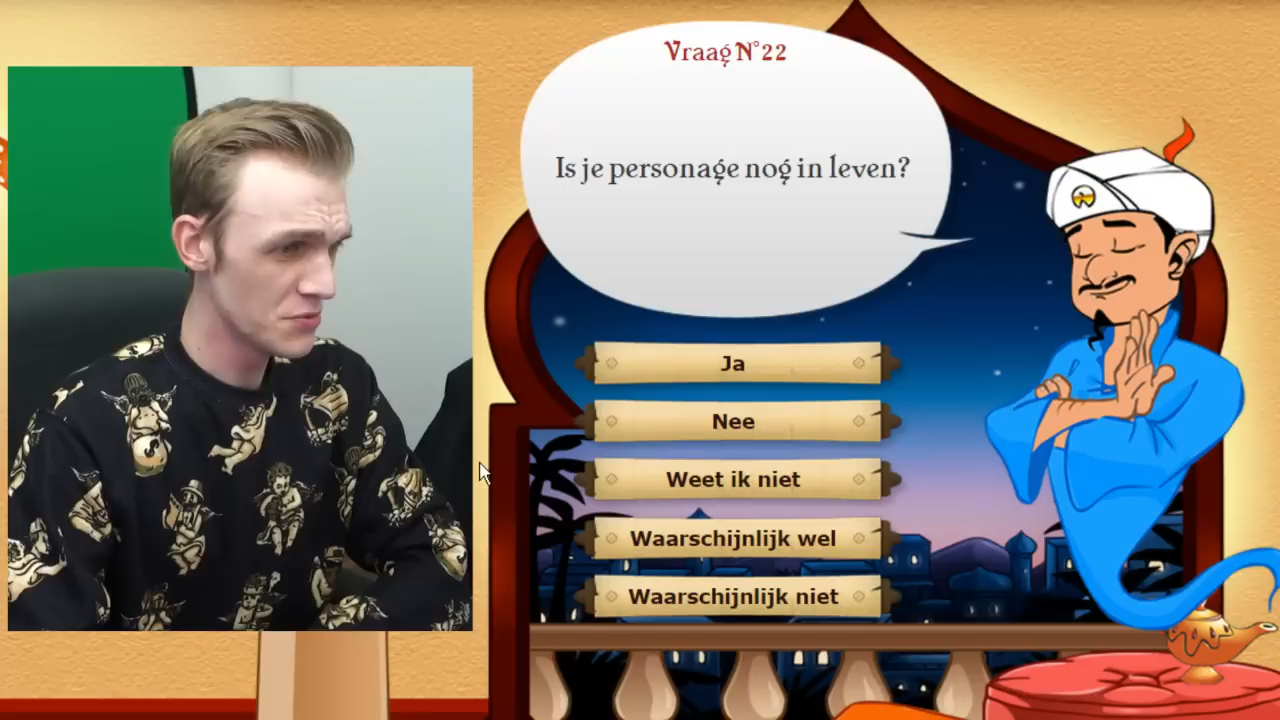 Vraag N°22
Is je personage nog in leven?
Ja
Nee
Weet ik niet
Waarschijnlijk wel
Waarschijnlijk niet